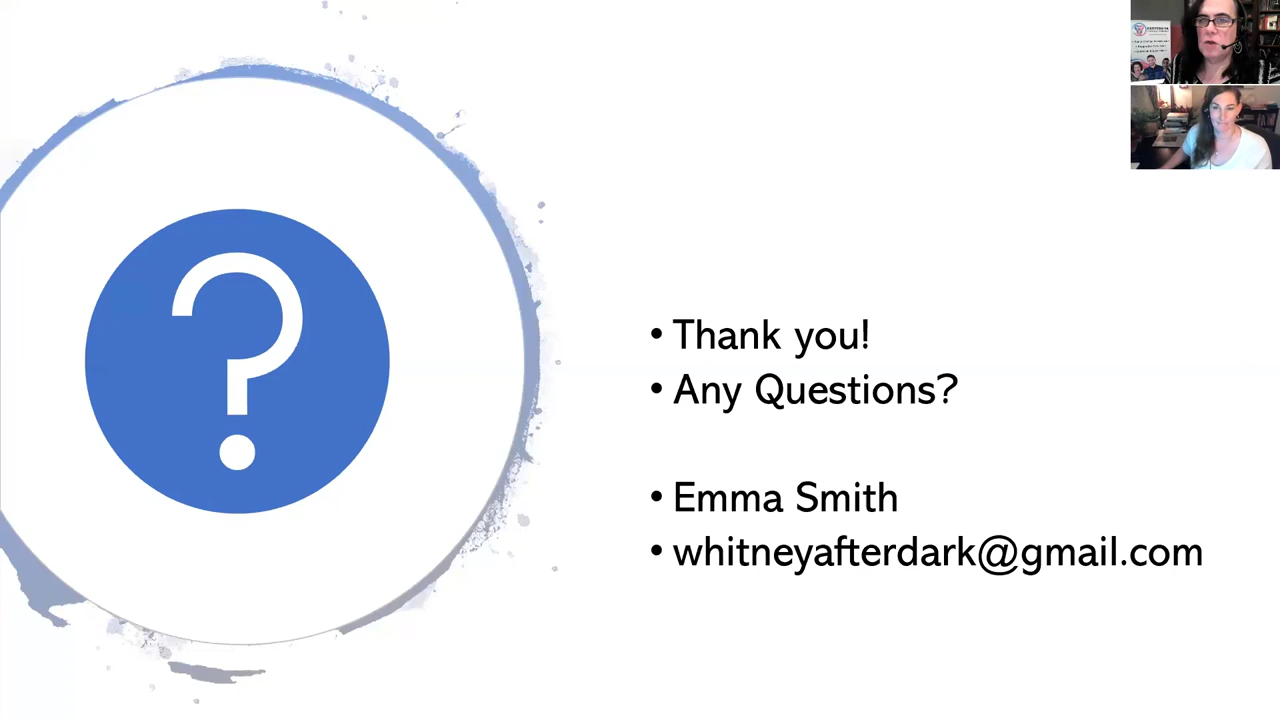 • Thank you!
• Any Questions?
• Emma Smith
• whitneyafterdark@gmail.com